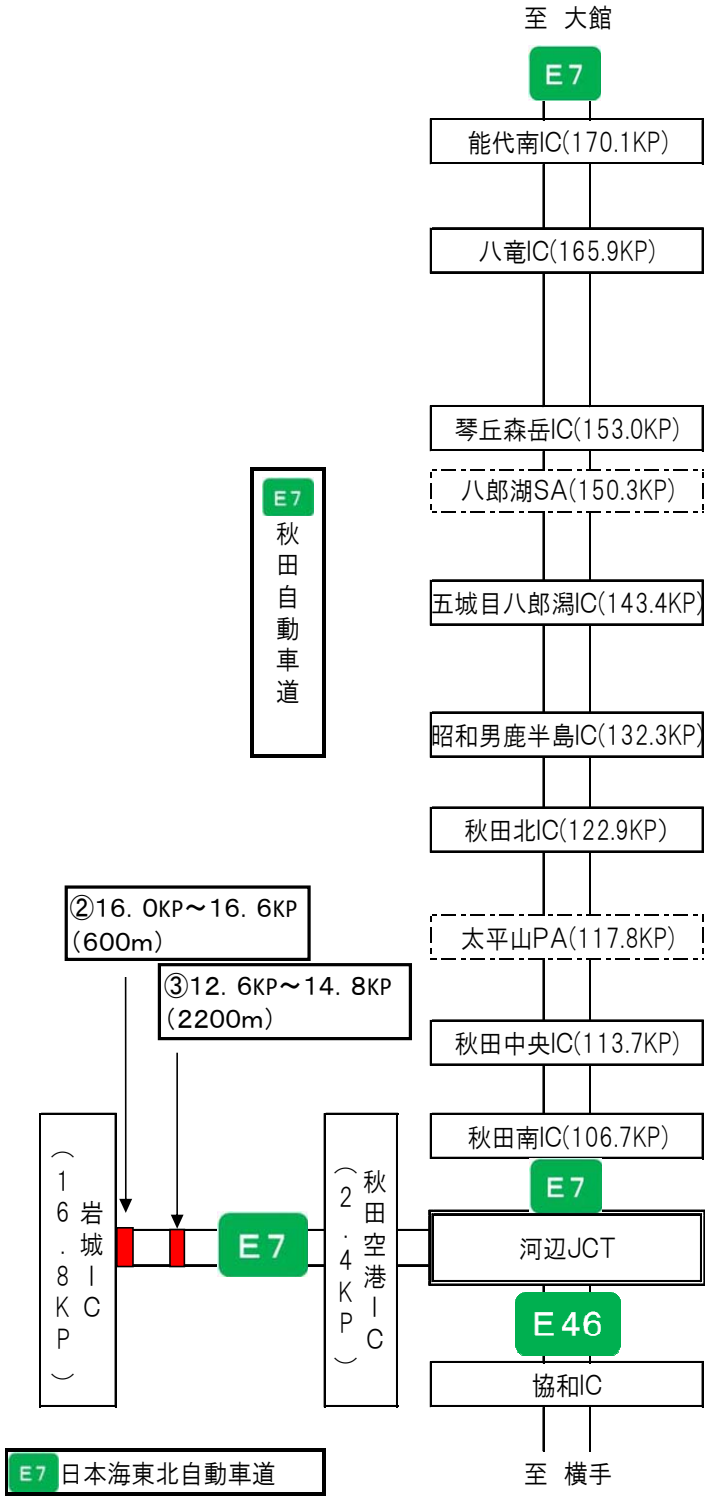 至 大館
E7
能代南IC(170.1KP)
八竜IC(165.9KP)
琴丘森岳IC(153.0KP)
八郎湖SA(150.3KP)
E7
秋田自動車道
五城目八郎潟IC(143.4KP)
昭和男鹿半島IC(132.3KP)
秋田北IC(122.9KP)
②16. 0KP～16. 6KP
(600m)
太平山PA(117.8KP)
③12. 6KP～14. 8KP
(2200m)
秋田中央IC(113.7KP)
秋田南IC(106.7KP)
岩城IC
(16.8KP)
E7
秋田空港IC
(2.4KP)
E7
河辺JCT
E46
協和IC
E7 日本海東北自動車道
至 横手